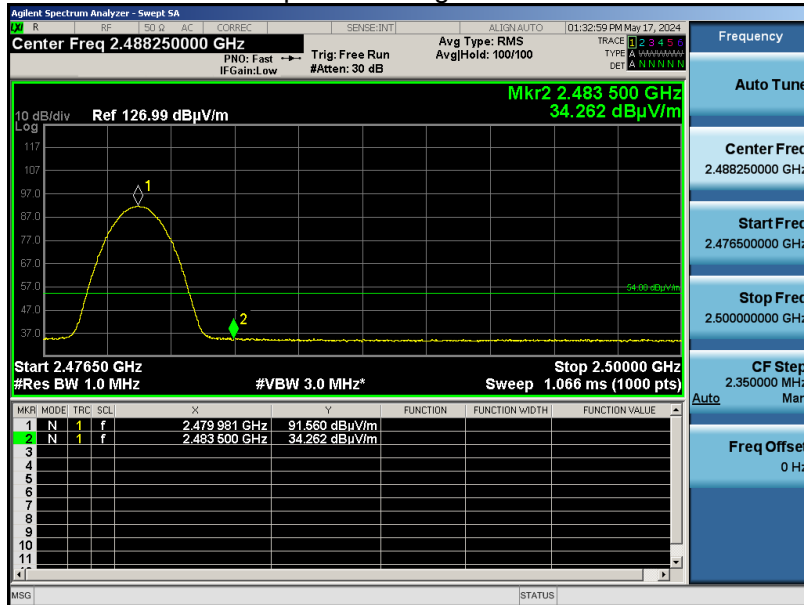 Agilent Spectrum Analyzer - Swept SA
LXI R RF 50 Ω AC CORREC SENSE:INT ALIGN AUTO 01:32:59 PM May 17, 2024
Center Freq 2.488250000 GHz
PNO: Fast
IFGain:Low
Trig: Free Run
#Atten: 30 dB
Avg Type: RMS
Avg|Hold: 100/100
TRACE 1 2 3 4 5 6
TYPE A
DET A N N N N N
Mkr2 2.483 500 GHz
34.262 dBµV/m
10 dB/div Ref 126.99 dBµV/m
Log
117
107
97.0
87.0
77.0
67.0
57.0
47.0
37.0
1
2
54.00 dBµV/m
Start 2.47650 GHz Stop 2.50000 GHz
#Res BW 1.0 MHz #VBW 3.0 MHz* Sweep 1.066 ms (1000 pts)
MKR MODE TRC SCL X Y FUNCTION FUNCTION WIDTH FUNCTION VALUE
1 N 1 f 2.479 981 GHz 91.560 dBµV/m
2 N 1 f 2.483 500 GHz 34.262 dBµV/m
3
4
5
6
7
8
9
10
11
MSG STATUS
Frequency
Auto Tune
Center Freq
2.488250000 GHz
Start Freq
2.476500000 GHz
Stop Freq
2.500000000 GHz
CF Step
2.350000 MHz
Auto Man
Freq Offset
0 Hz